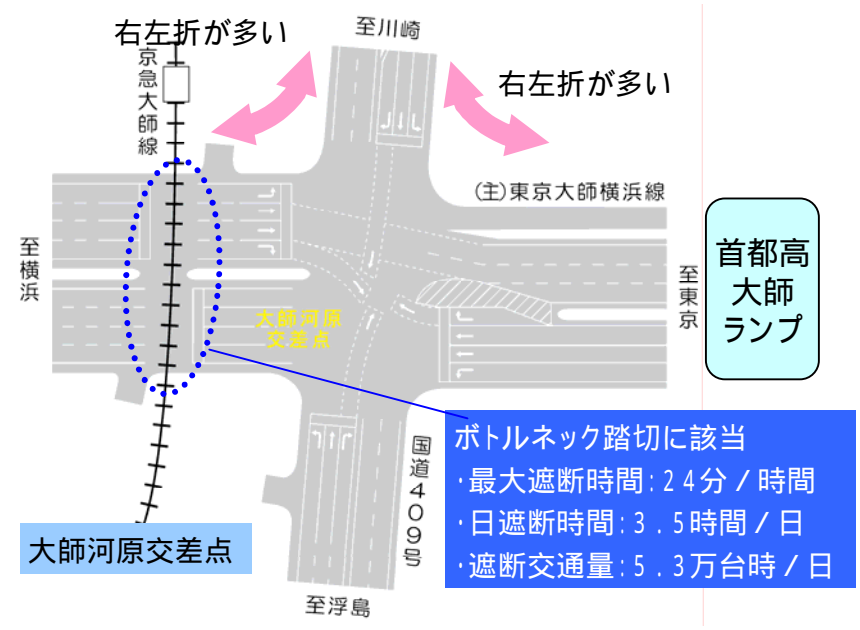 右左折が多い
至川崎
京急大師線
右左折が多い
(主)東京大師横浜線
至横浜
至東京
首都高
大師
ランプ
大師河原
交差点
ボトルネック踏切に該当
・最大遮断時間:24分/時間
・日遮断時間:3.5時間/日
・遮断交通量:5.3万台時/日
国道409号
大師河原交差点
至浮島